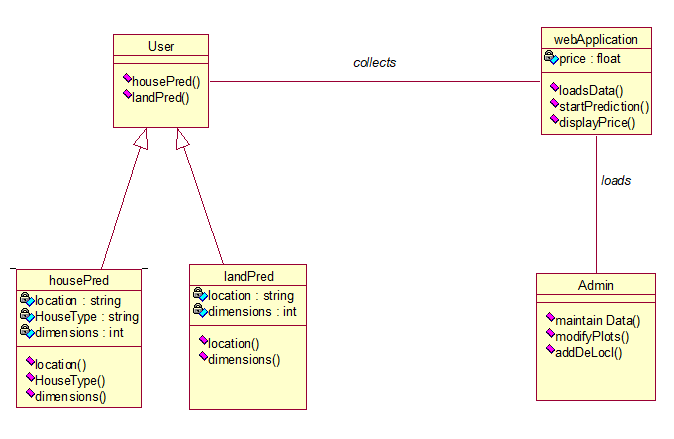 User
housePred()
landPred()
collects
webApplication
price : float
loadsData()
startPrediction()
displayPrice()
loads
housePred
location : string
HouseType : string
dimensions : int
location()
HouseType()
dimensions()
landPred
location : string
dimensions : int
location()
dimensions()
Admin
maintain Data()
modifyPlots()
addDeLocl()